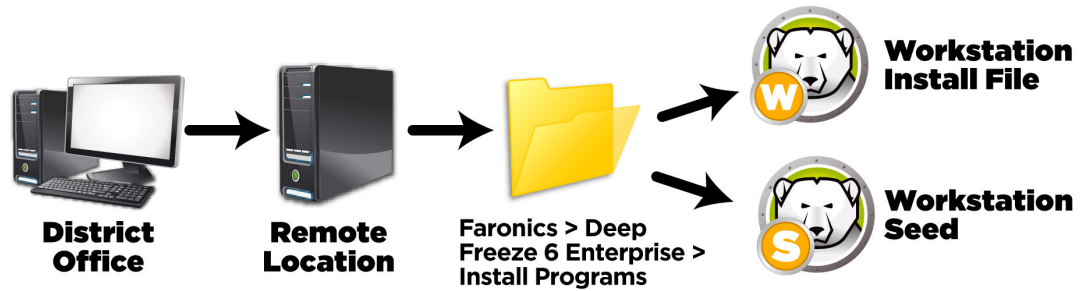 District
Office
Remote
Location
Faronics > Deep
Freeze 6 Enterprise >
Install Programs
W
Workstation
Install File
S
Workstation
Seed